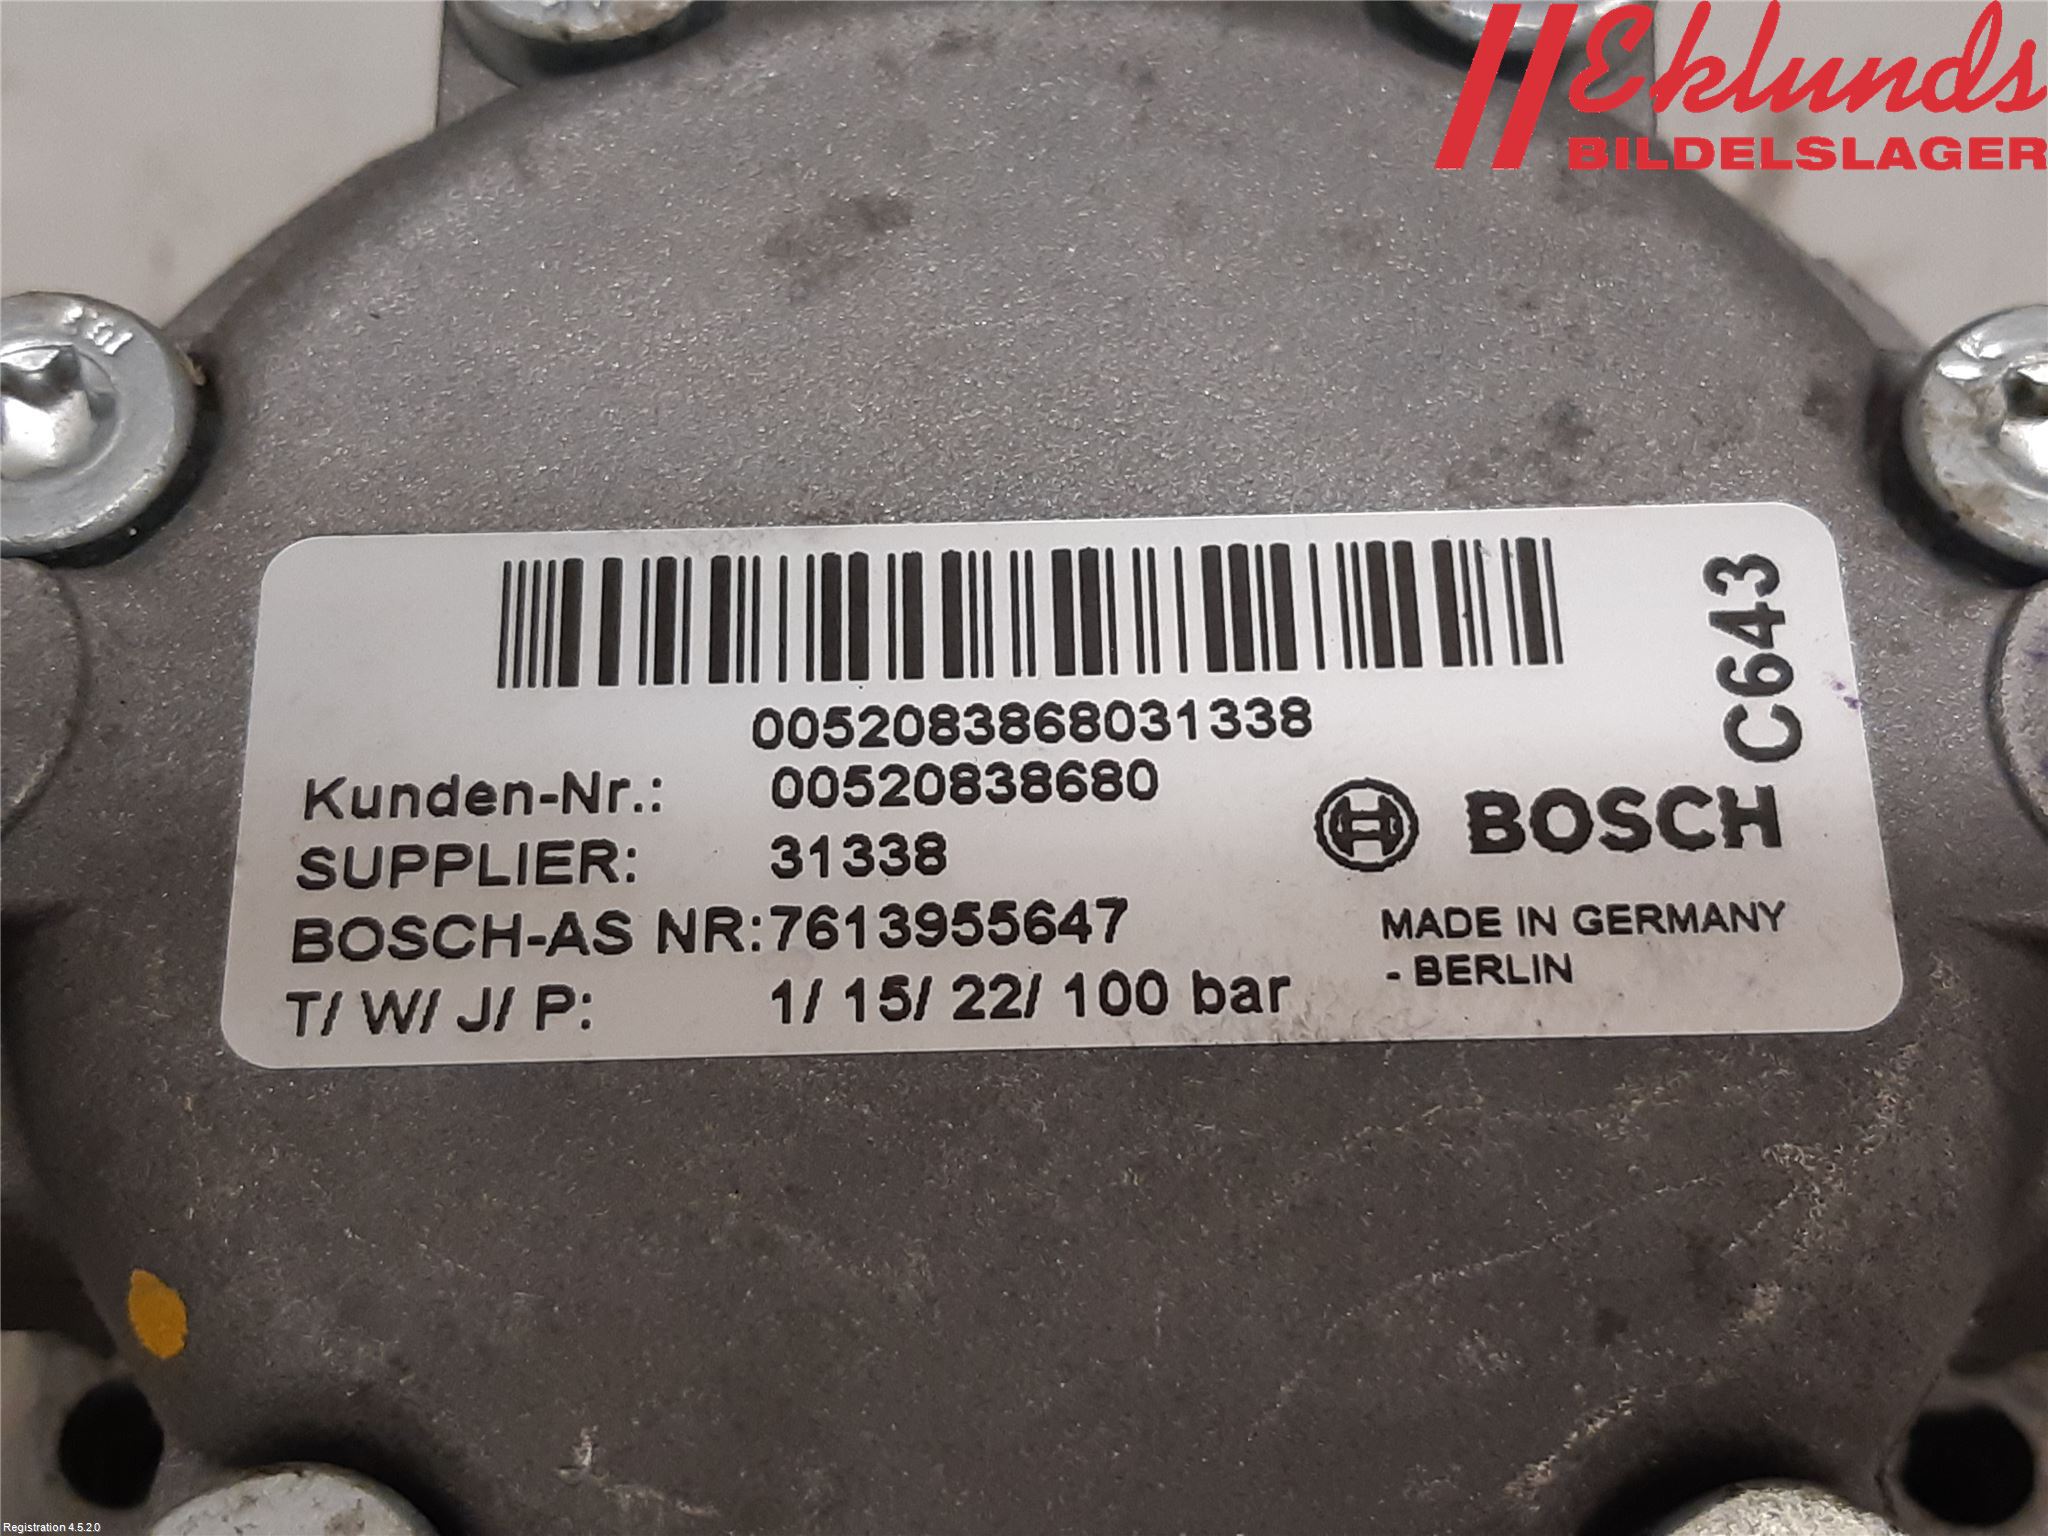 Eklunds
BILDELSLAGER
C643
0052083868031338
Kunden-Nr.: 00520838680
SUPPLIER: 31338
BOSCH
BOSCH-AS NR:7613955647
MADE IN GERMANY
- BERLIN
T/ W/ J/ P: 1/ 15/ 22/ 100 bar
Registration 4.5.2.0